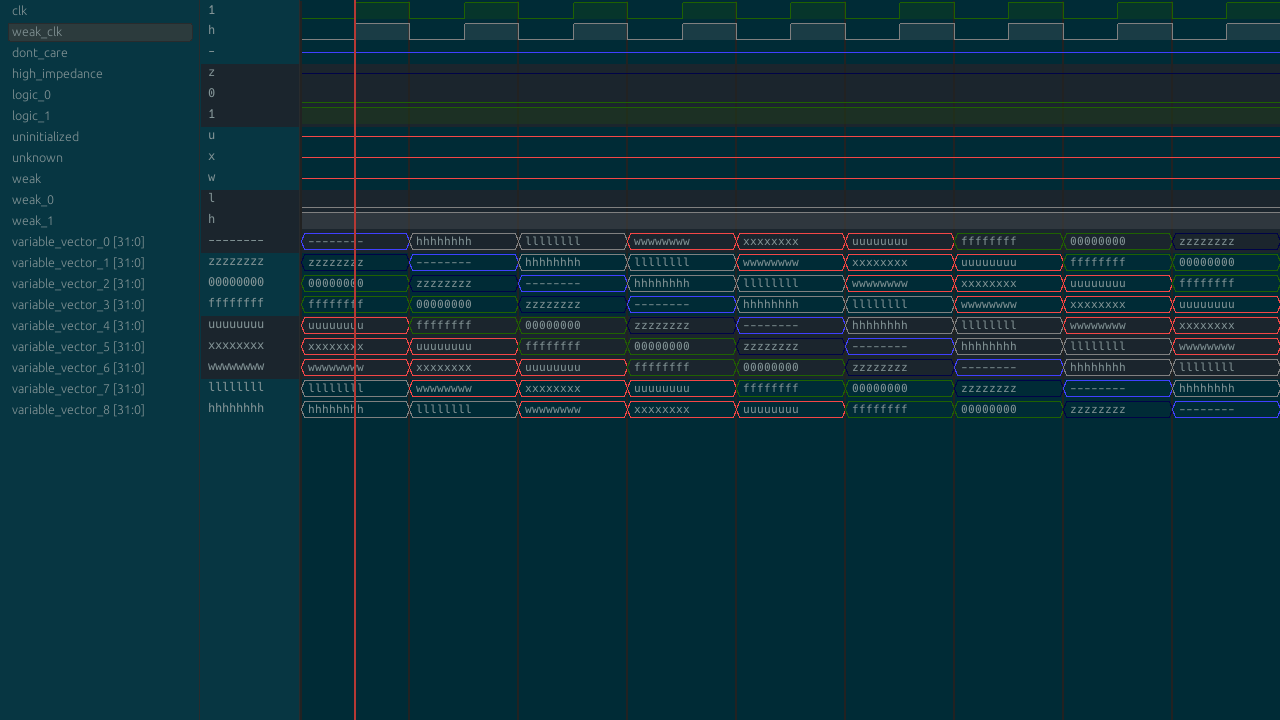 clk 1
weak_clk h
dont_care -
high_impedance z
logic_0 0
logic_1 1
uninitialized u
unknown x
weak w
weak_0 l
weak_1 h
variable_vector_0 [31:0] -------- -------- hhhhhhhh llllllll wwwwwwww xxxxxxxx uuuuuuuu ffffffff 00000000 zzzzzzzz
variable_vector_1 [31:0] zzzzzzzz zzzzzzzz -------- hhhhhhhh llllllll wwwwwwww xxxxxxxx uuuuuuuu ffffffff 00000000
variable_vector_2 [31:0] 00000000 00000000 zzzzzzzz -------- hhhhhhhh llllllll wwwwwwww xxxxxxxx uuuuuuuu ffffffff
variable_vector_3 [31:0] ffffffff ffffffff 00000000 zzzzzzzz -------- hhhhhhhh llllllll wwwwwwww xxxxxxxx uuuuuuuu
variable_vector_4 [31:0] uuuuuuuu uuuuuuuu ffffffff 00000000 zzzzzzzz -------- hhhhhhhh llllllll wwwwwwww xxxxxxxx
variable_vector_5 [31:0] xxxxxxxx xxxxxxxx uuuuuuuu ffffffff 00000000 zzzzzzzz -------- hhhhhhhh llllllll wwwwwwww
variable_vector_6 [31:0] wwwwwwww wwwwwwww xxxxxxxx uuuuuuuu ffffffff 00000000 zzzzzzzz -------- hhhhhhhh llllllll
variable_vector_7 [31:0] llllllll llllllll wwwwwwww xxxxxxxx uuuuuuuu ffffffff 00000000 zzzzzzzz -------- hhhhhhhh
variable_vector_8 [31:0] hhhhhhhh hhhhhhhh llllllll wwwwwwww xxxxxxxx uuuuuuuu ffffffff 00000000 zzzzzzzz --------